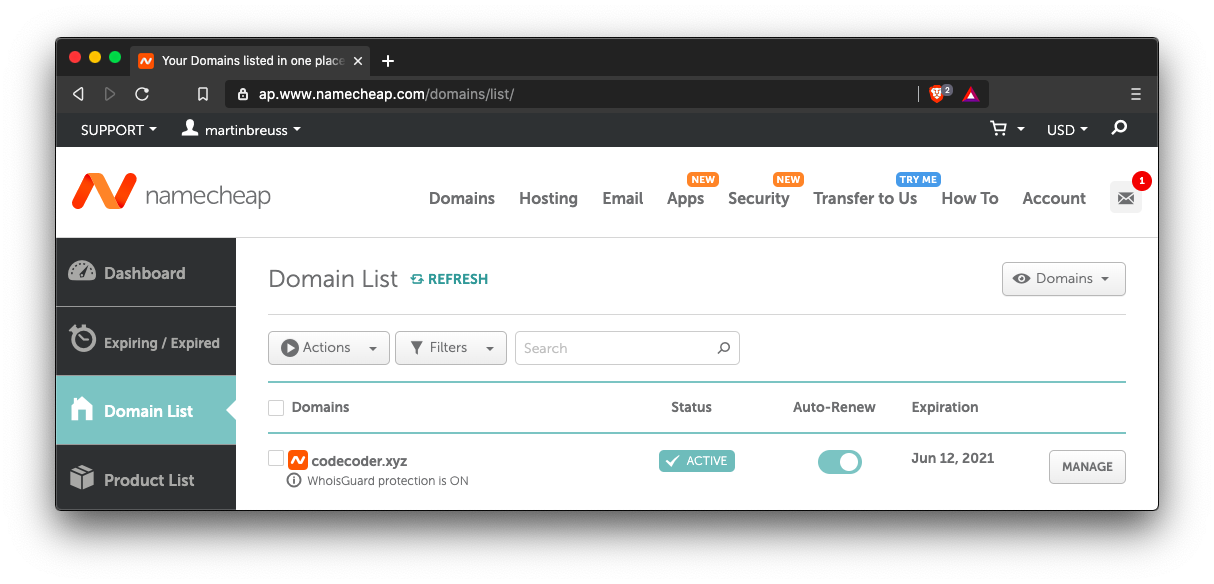 Your Domains listed in one place
ap.www.namecheap.com/domains/list/
2
SUPPORT
martinbreuss
USD
namecheap
Domains
Hosting
Email
NEW
Apps
NEW
Security
TRY ME
Transfer to Us
How To
Account
1
Dashboard
Expiring / Expired
Domain List
Product List
Domain List
REFRESH
Domains
Actions
Filters
Search
Domains Status Auto-Renew Expiration
codecoder.xyz ACTIVE Jun 12, 2021 MANAGE
WhoisGuard protection is ON